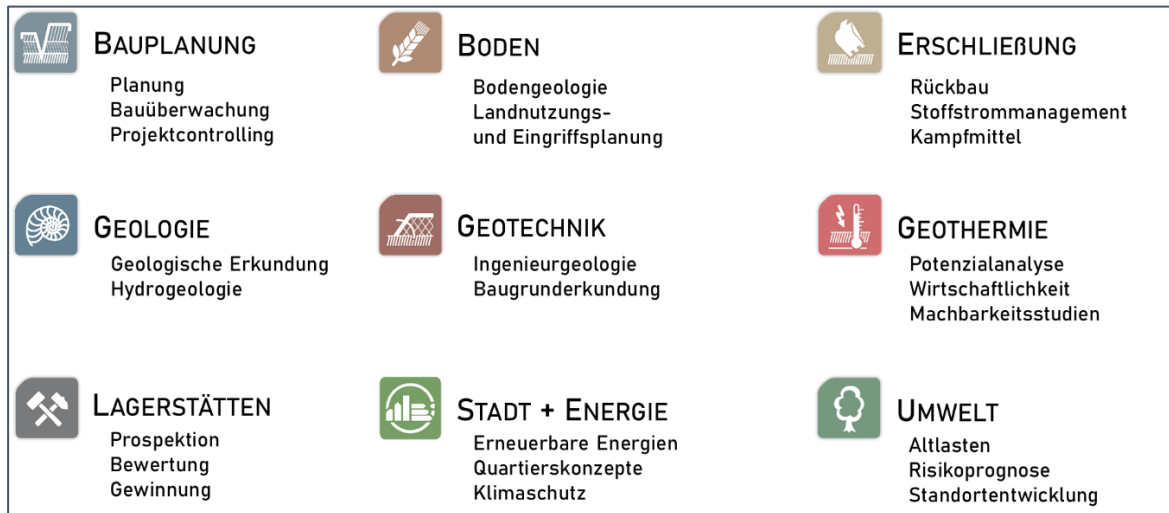 BAUPLANUNG
Planung
Bauüberwachung
Projektcontrolling
BODEN
Bodengeologie
Landnutzungs-
und Eingriffsplanung
ERSCHLIEßUNG
Rückbau
Stoffstrommanagement
Kampfmittel
GEOLOGIE
Geologische Erkundung
Hydrogeologie
GEOTECHNIK
Ingenieurgeologie
Baugrunderkundung
GEOTHERMIE
Potenzialanalyse
Wirtschaftlichkeit
Machbarkeitsstudien
LAGERSTÄTTEN
Prospektion
Bewertung
Gewinnung
STADT + ENERGIE
Erneuerbare Energien
Quartierskonzepte
Klimaschutz
UMWELT
Altlasten
Risikoprognose
Standortentwicklung